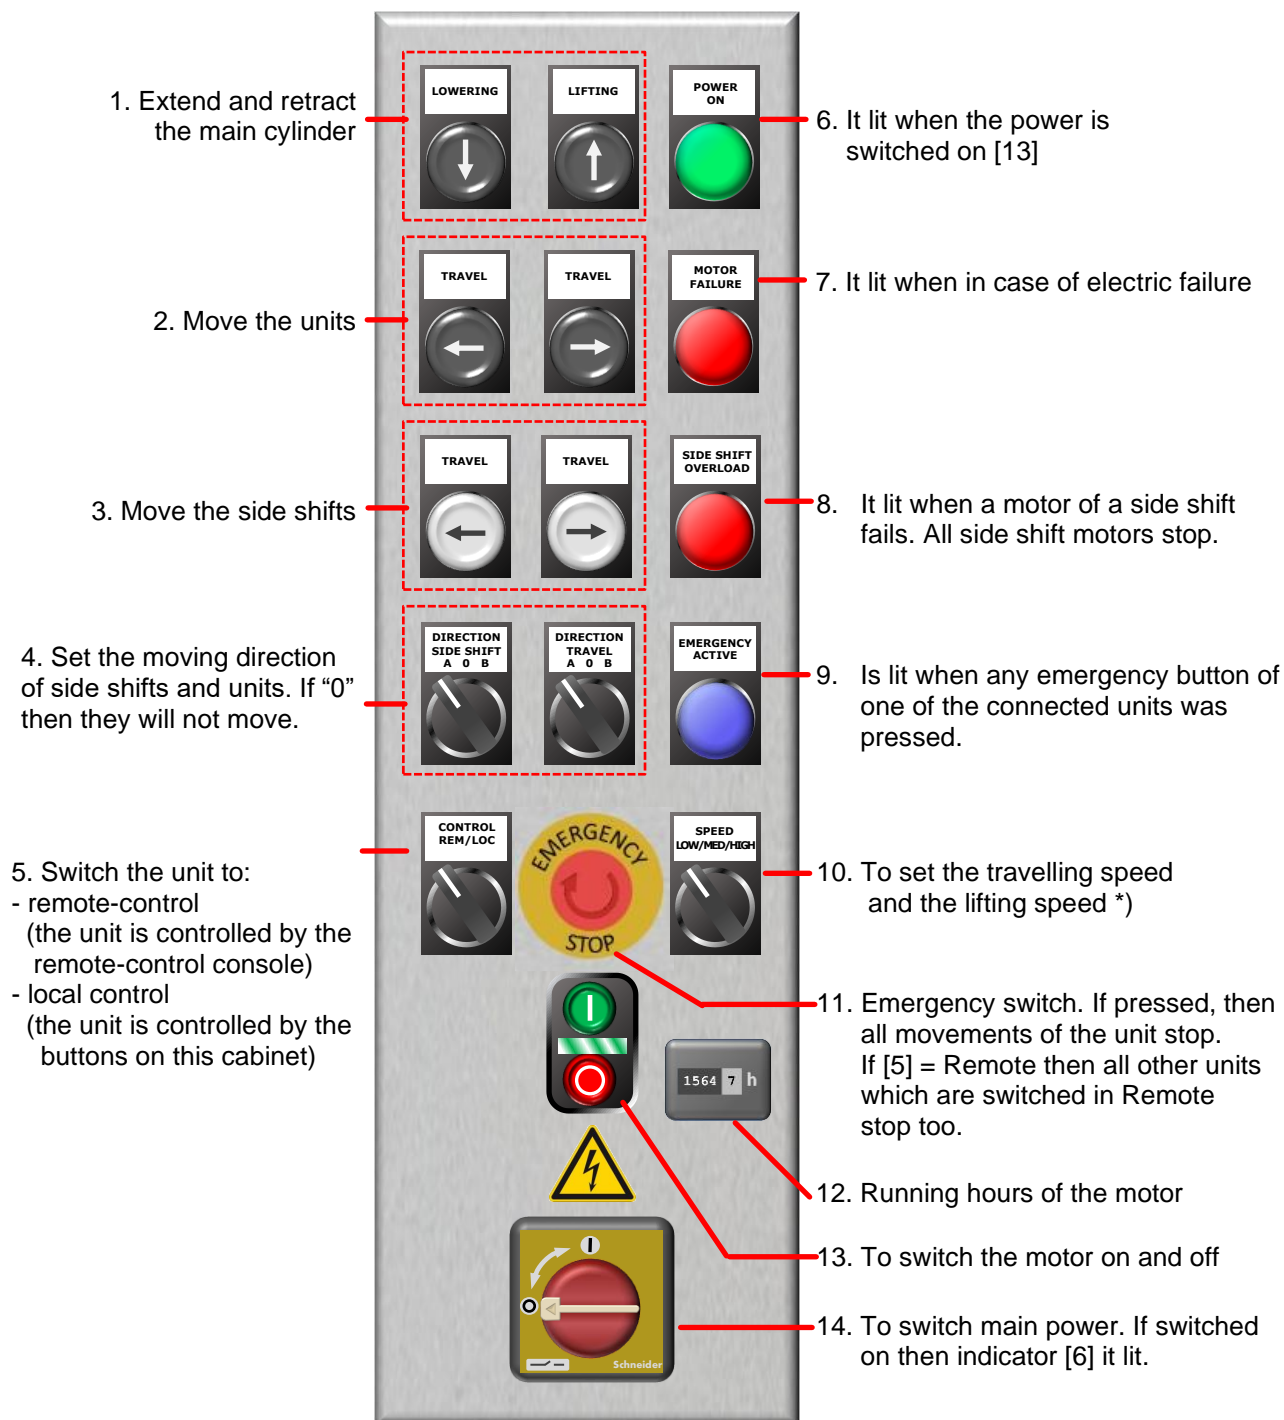 1. Extend and retract
the main cylinder
LOWERING
LIFTING
POWER
ON
6. It lit when the power is
switched on [13]
2. Move the units
TRAVEL
TRAVEL
MOTOR
FAILURE
7. It lit when in case of electric failure
3. Move the side shifts
TRAVEL
TRAVEL
SIDE SHIFT
OVERLOAD
8. It lit when a motor of a side shift
fails. All side shift motors stop.
4. Set the moving direction
of side shifts and units. If “0”
then they will not move.
DIRECTION
SIDE SHIFT
A 0 B
DIRECTION
TRAVEL
A 0 B
EMERGENCY
ACTIVE
9. Is lit when any emergency button of
one of the connected units was
pressed.
5. Switch the unit to:
- remote-control
(the unit is controlled by the
remote-control console)
- local control
(the unit is controlled by the
buttons on this cabinet)
CONTROL
REM/LOC
EMERGENCY
STOP
SPEED
LOW/MED/HIGH
10. To set the travelling speed
and the lifting speed *)
11. Emergency switch. If pressed, then
all movements of the unit stop.
If [5] = Remote then all other units
which are switched in Remote
stop too.
1564 7 h
12. Running hours of the motor
13. To switch the motor on and off
Schneider
14. To switch main power. If switched
on then indicator [6] it lit.